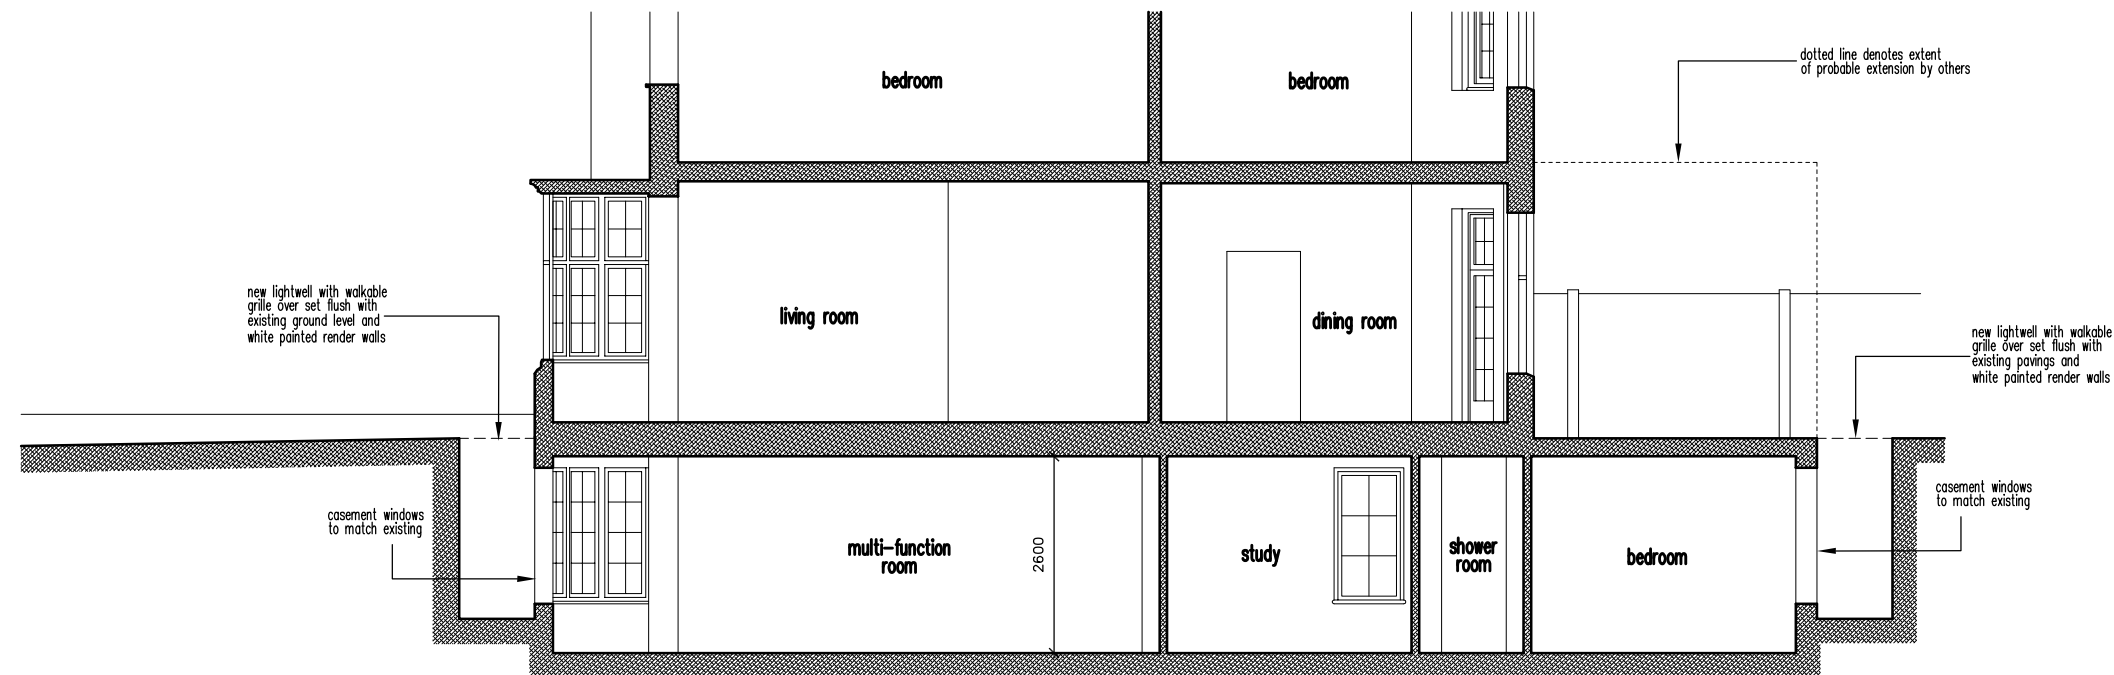 bedroom
bedroom
dotted line denotes extent
of probable extension by others
new lightwell with walkable
grille over set flush with
existing ground level and
white painted render walls
living room
dining room
new lightwell with walkable
grille over set flush with
existing pavings and
white painted render walls
casement windows
to match existing
multi-function
room
2600
study
shower
room
bedroom
casement windows
to match existing